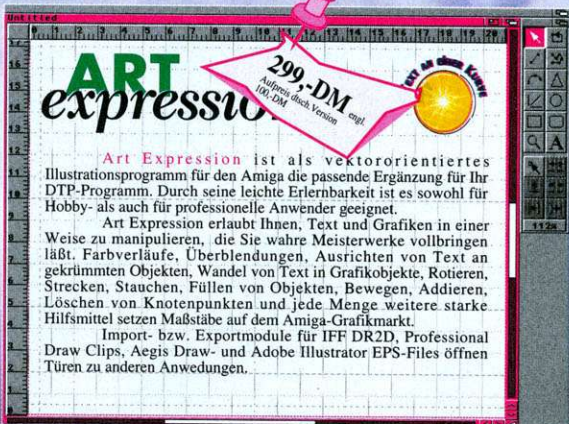 Untitled
ART
expression
299,-DM engl.
Aufpreis dtsch. Version
100,-DM
TEXT AN EINER KURVE
Art Expression ist als vektororientiertes
Illustrationsprogramm für den Amiga die passende Ergänzung für Ihr
DTP-Programm. Durch seine leichte Erlernbarkeit ist es sowohl für
Hobby- als auch für professionelle Anwender geeignet.
Art Expression erlaubt Ihnen, Text und Grafiken in einer
Weise zu manipulieren, die Sie wahre Meisterwerke vollbringen
läßt. Farbverläufe, Überblendungen, Ausrichten von Text an
gekrümmten Objekten, Wandel von Text in Grafikobjekte, Rotieren,
Strecken, Stauchen, Füllen von Objekten, Bewegen, Addieren,
Löschen von Knotenpunkten und jede Menge weitere starke
Hilfsmittel setzen Maßstäbe auf dem Amiga-Grafikmarkt.
Import- bzw. Exportmodule für IFF DR2D, Professional
Draw Clips, Aegis Draw- und Adobe Illustrator EPS-Files öffnen
Türen zu anderen Anwedungen.
A
112%